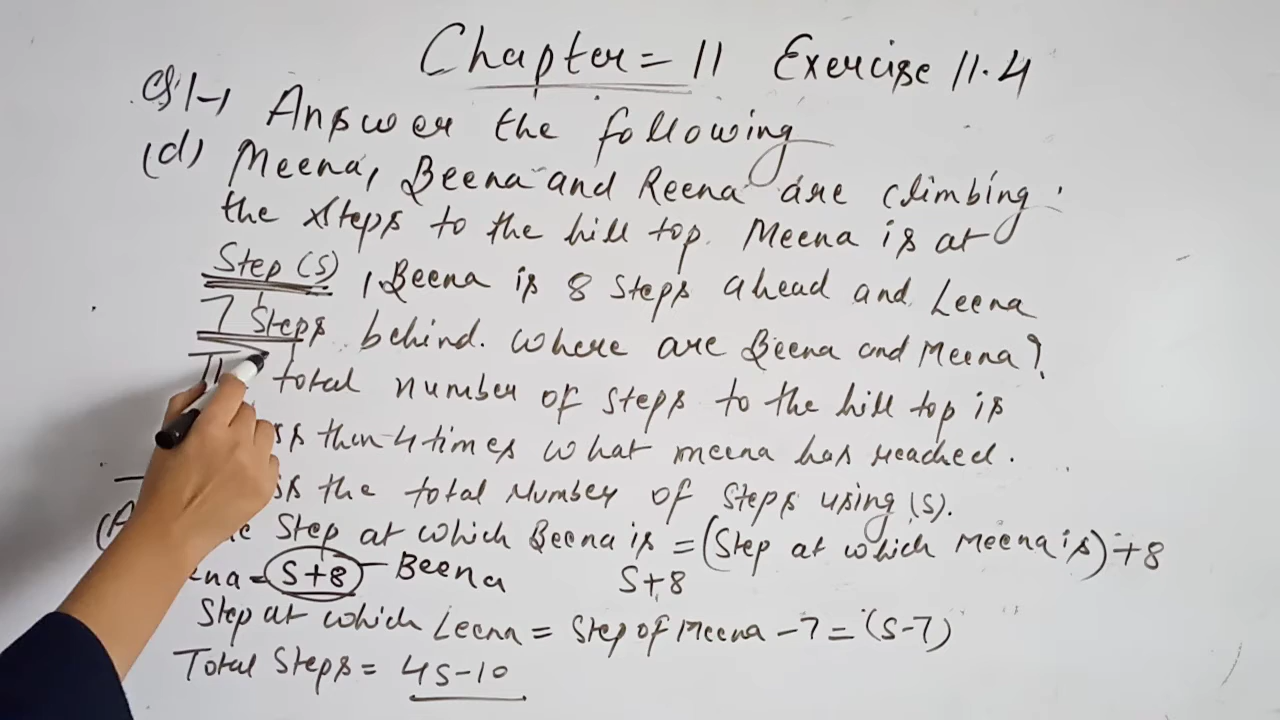 Chapter = 11 Exercise 11.4
Q1→ Answer the following
(d) Meena, Beena and Reena are climbing
the steps to the hill top. Meena is at
Step (S), Beena is 8 steps ahead and Leena
7 Steps behind. Where are Beena and Meena?
total number of steps to the hill top is
then 4 times what meena has reached.
the total Number of Steps using (S).
Step at which Beena is = (Step at which Meena is) + 8
= S+8 - Beena S+8
Step at which Leena = Step of Meena - 7 = (S-7)
Total Steps = 4S-10